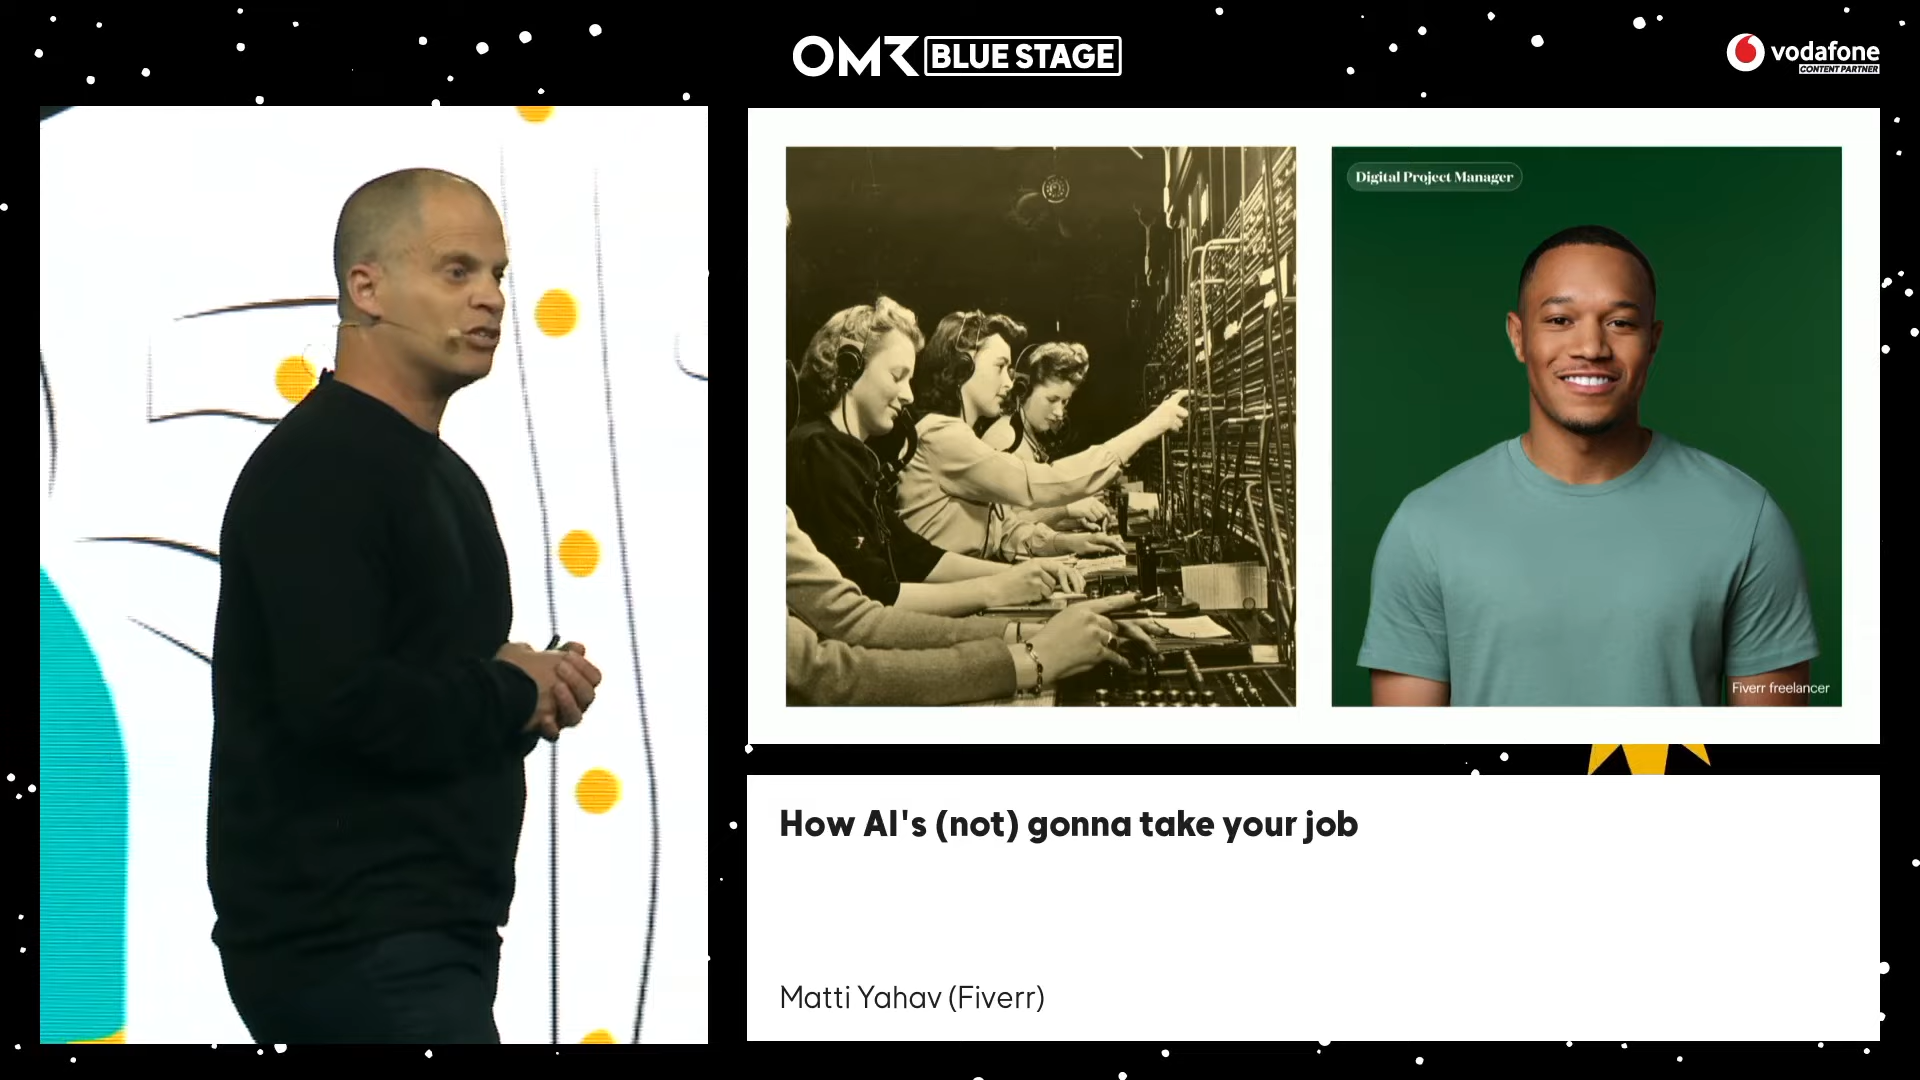 OMR BLUE STAGE
vodafone
CONTENT PARTNER
Digital Project Manager
Fiverr freelancer
How AI's (not) gonna take your job
Matti Yahav (Fiverr)